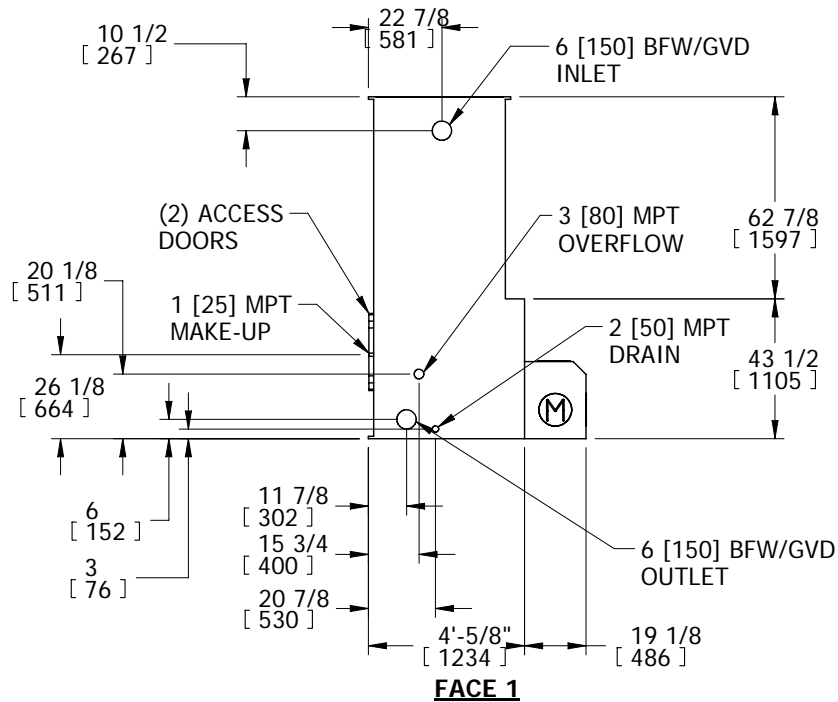 22 7/8
[ 581 ]
10 1/2
[ 267 ]
6 [150] BFW/GVD
INLET
(2) ACCESS
DOORS
3 [80] MPT
OVERFLOW
62 7/8
[ 1597 ]
20 1/8
[ 511 ]
1 [25] MPT
MAKE-UP
2 [50] MPT
DRAIN
43 1/2
[ 1105 ]
26 1/8
[ 664 ]
M
6
[ 152 ]
3
[ 76 ]
11 7/8
[ 302 ]
15 3/4
[ 400 ]
20 7/8
[ 530 ]
6 [150] BFW/GVD
OUTLET
4'-5/8"
[ 1234 ]
19 1/8
[ 486 ]
FACE 1